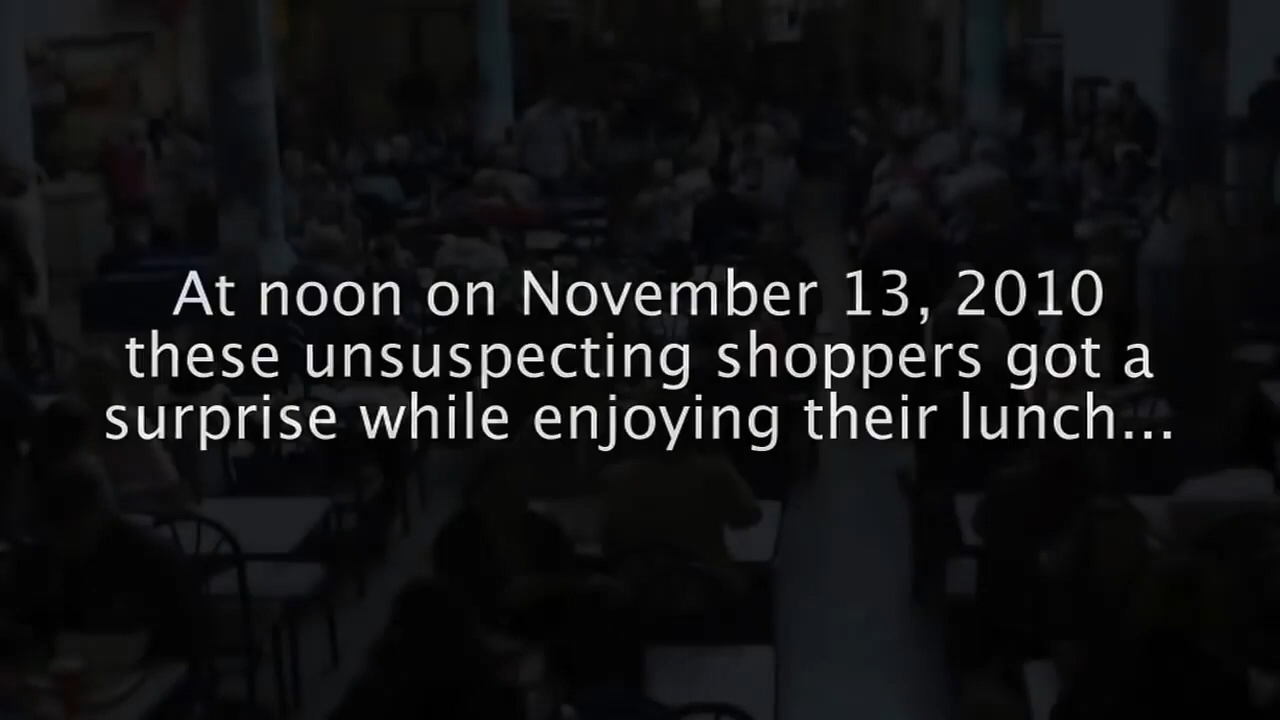 At noon on November 13, 2010
these unsuspecting shoppers got a
surprise while enjoying their lunch...